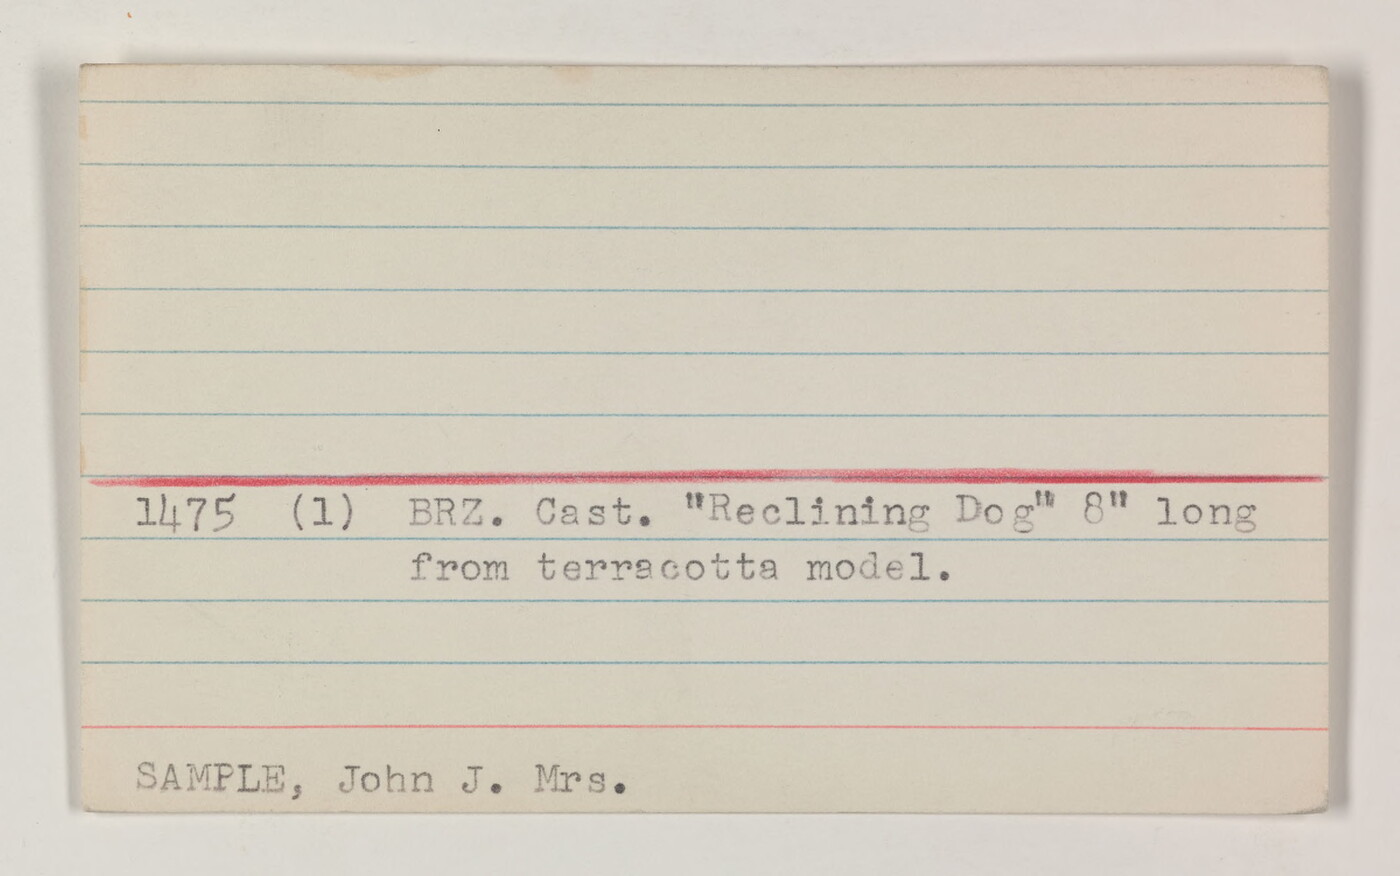 1475 (1) BRZ. Cast. "Reclining Dog" 8" long
from terracotta model.
SAMPLE, John J. Mrs.